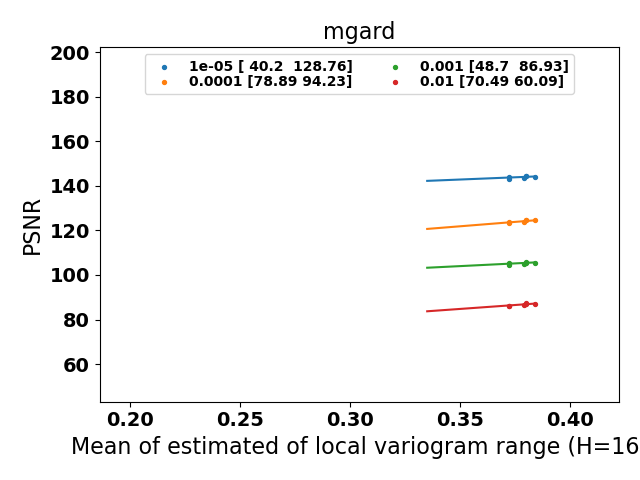 mgard
1e-05 [ 40.2  128.76]
0.0001 [78.89 94.23]
0.001 [48.7  86.93]
0.01 [70.49 60.09]
PSNR
200
180
160
140
120
100
80
60
0.20 0.25 0.30 0.35 0.40
Mean of estimated of local variogram range (H=16